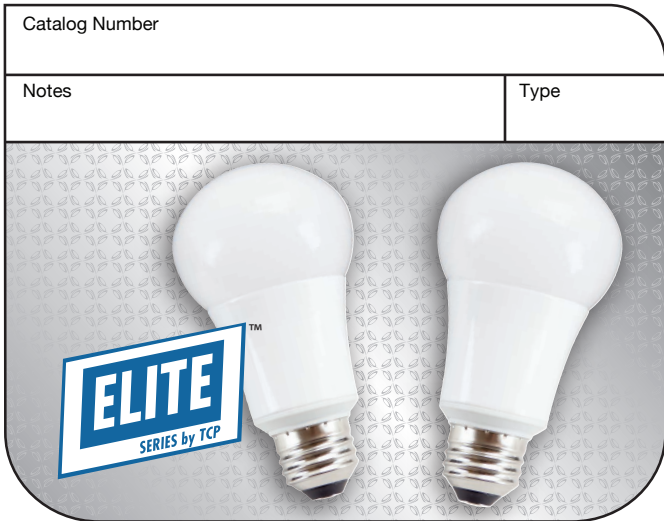 Catalog Number
Notes
Type
ELITE
™
SERIES by TCP